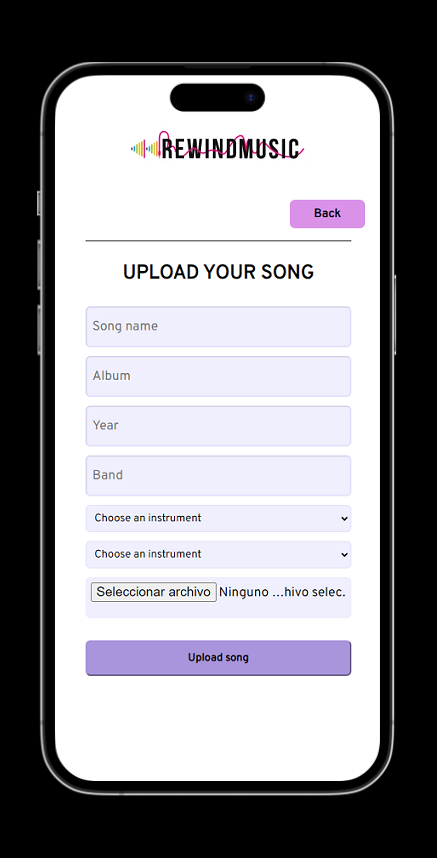 REWINDMUSIC
Back
UPLOAD YOUR SONG
Song name
Album
Year
Band
Choose an instrument
Choose an instrument
Seleccionar archivo Ninguno ...hivo selec.
Upload song